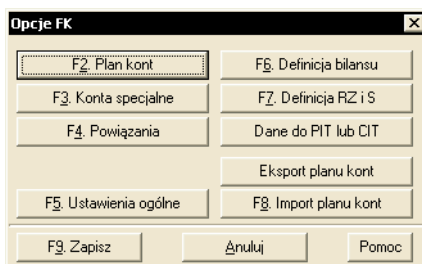 Opcje FK
F2. Plan kont
F6. Definicja bilansu
F3. Konta specjalne
F7. Definicja RZ i S
F4. Powiązania
Dane do PIT lub CIT
Eksport planu kont
F5. Ustawienia ogólne
F8. Import planu kont
F9. Zapisz
Anuluj
Pomoc